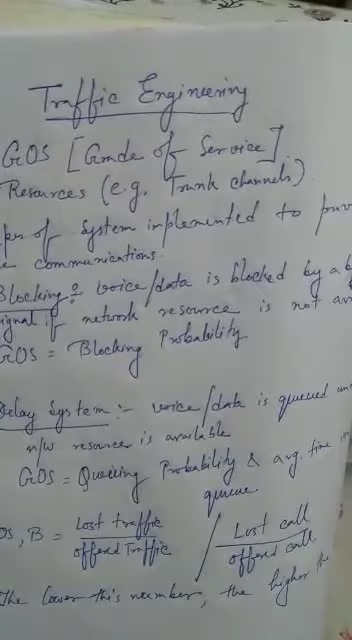 Traffic Engineering
GOS [Grade of Service]
Resources (e.g. Trunk channels)
of System implemented to
communications.
Blocking :- voice/data is blocked by a
if network resource is not
GOS = Blocking Probability
Delay System :- voice/data is queued
n/w resource is available
GOS = Queuing Probability & avg. time in
queue
B = Lost traffic / offered Traffic / Lost call / offered call
The lower this number, the higher the